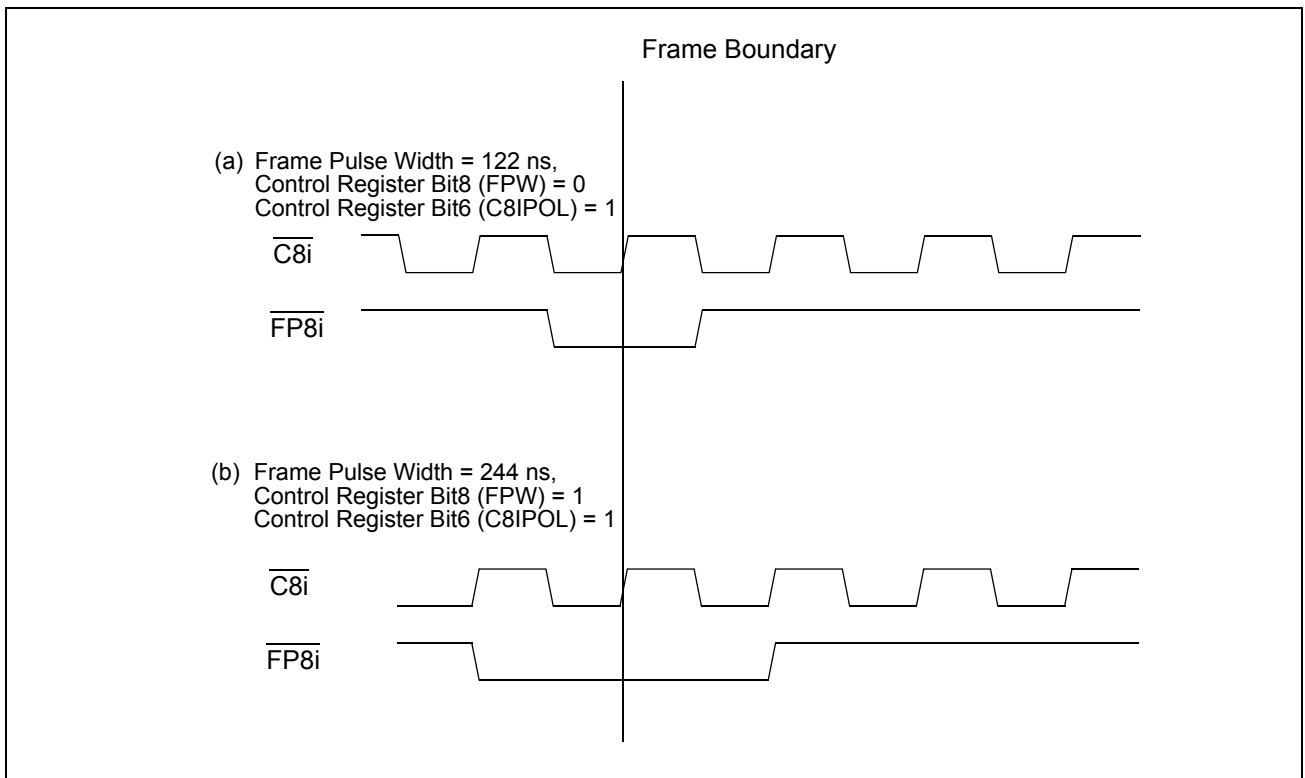 Frame Boundary
(a) Frame Pulse Width = 122 ns,
Control Register Bit8 (FPW) = 0
Control Register Bit6 (C8IPOL) = 1
C8i
FP8i
(b) Frame Pulse Width = 244 ns,
Control Register Bit8 (FPW) = 1
Control Register Bit6 (C8IPOL) = 1
C8i
FP8i